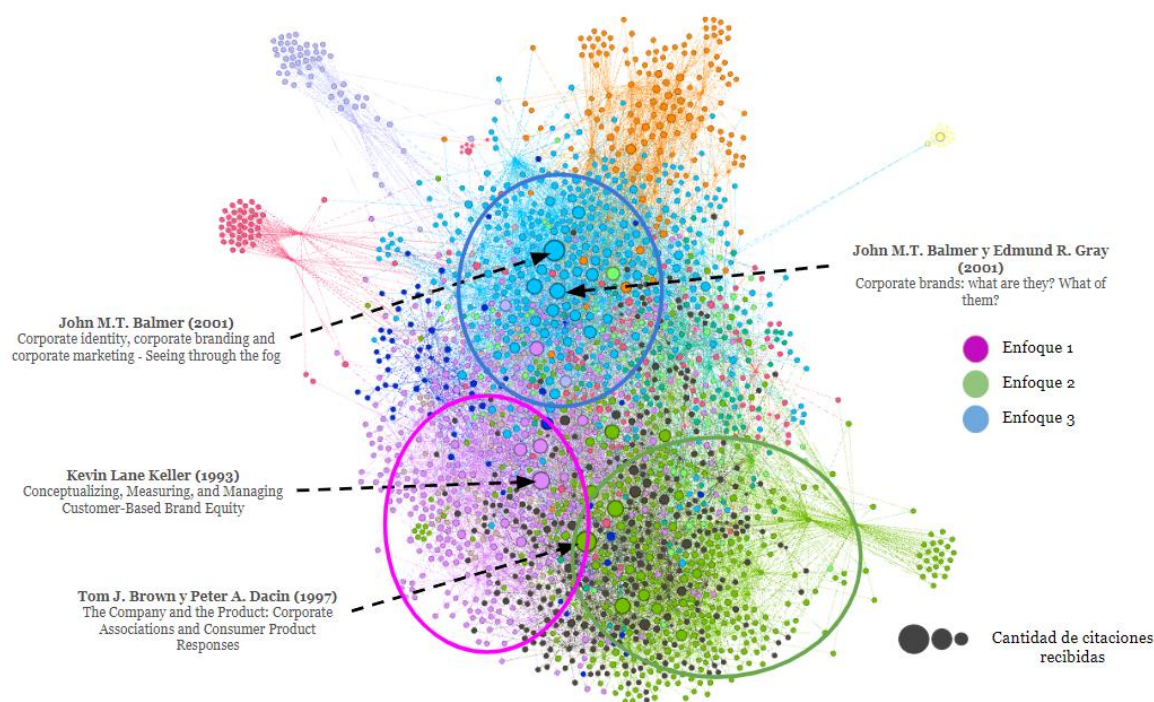 John M.T. Balmer (2001)
Corporate identity, corporate branding and
corporate marketing - Seeing through the fog
Kevin Lane Keller (1993)
Conceptualizing, Measuring, and Managing
Customer-Based Brand Equity
Tom J. Brown y Peter A. Dacin (1997)
The Company and the Product: Corporate
Associations and Consumer Product
Responses
John M.T. Balmer y Edmund R. Gray
(2001)
Corporate brands: what are they? What of
them?
Enfoque 1
Enfoque 2
Enfoque 3
Cantidad de citaciones
recibidas